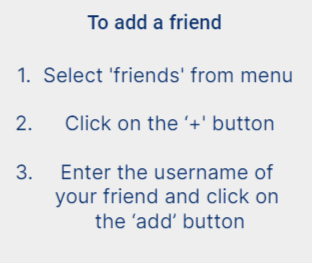 To add a friend
1. Select 'friends' from menu
2. Click on the ‘+' button
3. Enter the username of
your friend and click on
the ‘add’ button